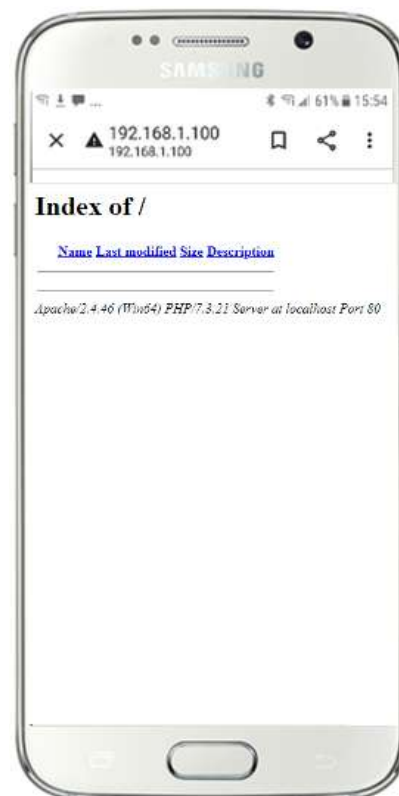 SAMSUNG
... 61% 15:54
192.168.1.100
192.168.1.100
Index of /
Name Last modified Size Description
Apache/2.4.46 (Win64) PHP/7.3.21 Server at localhost Port 80